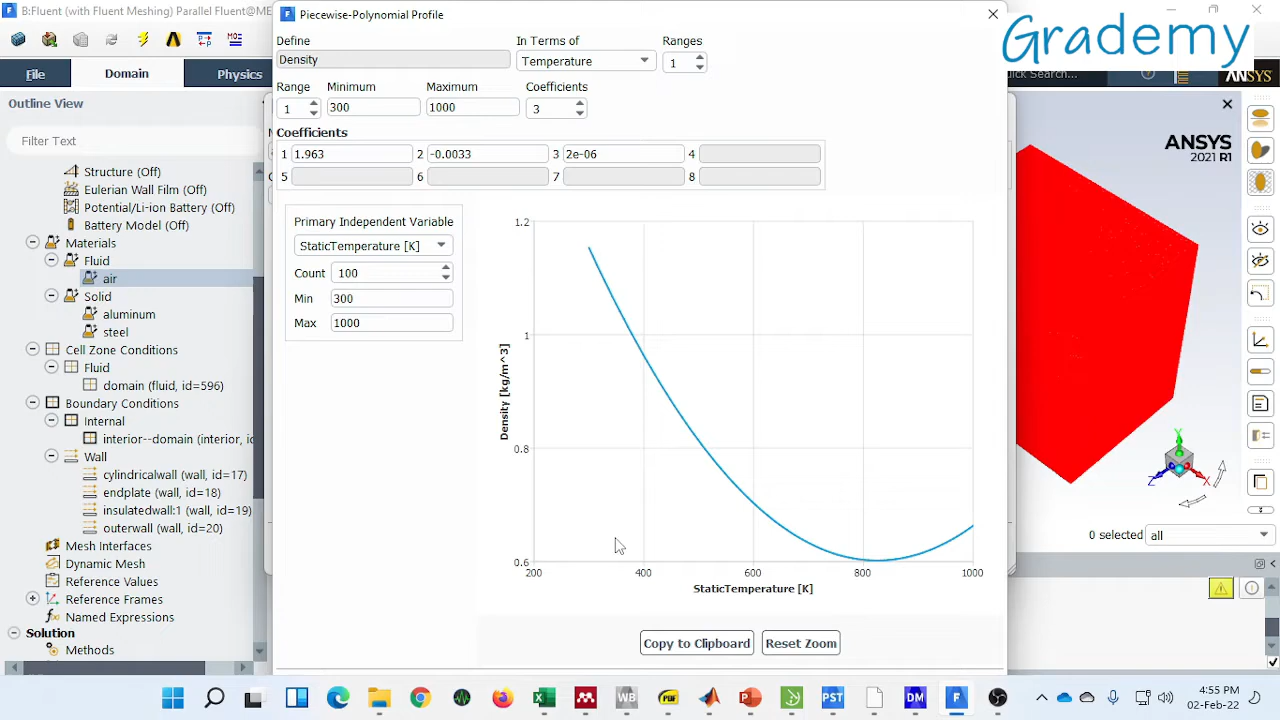 B:Fluent (with Fluent Meshing) Parallel Fluent@ME
Piecewise-Polynomial Profile
Grademy
File
Domain
Physics
Quick Search...
ANSYS
Define
In Terms of
Ranges
Density
Temperature
1
Range
Minimum
Maximum
Coefficients
1
300
1000
3
Coefficients
1 1.963
2 -0.0033
3 2e-06
4
5
6
7
8
Outline View
Filter Text
Structure (Off)
Eulerian Wall Film (Off)
Potential/Li-ion Battery (Off)
Battery Model (Off)
Materials
Fluid
air
Solid
aluminum
steel
Cell Zone Conditions
Fluid
domain (fluid, id=596)
Boundary Conditions
Internal
interior--domain (interior, id
Wall
cylindricalwall (wall, id=17)
endplate (wall, id=18)
insulatedwall:1 (wall, id=19)
outerwall (wall, id=20)
Mesh Interfaces
Dynamic Mesh
Reference Values
Reference Frames
Named Expressions
Solution
Methods
Primary Independent Variable
StaticTemperature [K]
Count 100
Min 300
Max 1000
1.2
1
0.8
0.6
Density [kg/m^3]
200
400
600
800
1000
StaticTemperature [K]
Copy to Clipboard
Reset Zoom
ANSYS
2021 R1
Y
Z
X
0 selected
all
4:55 PM
02-Feb-22